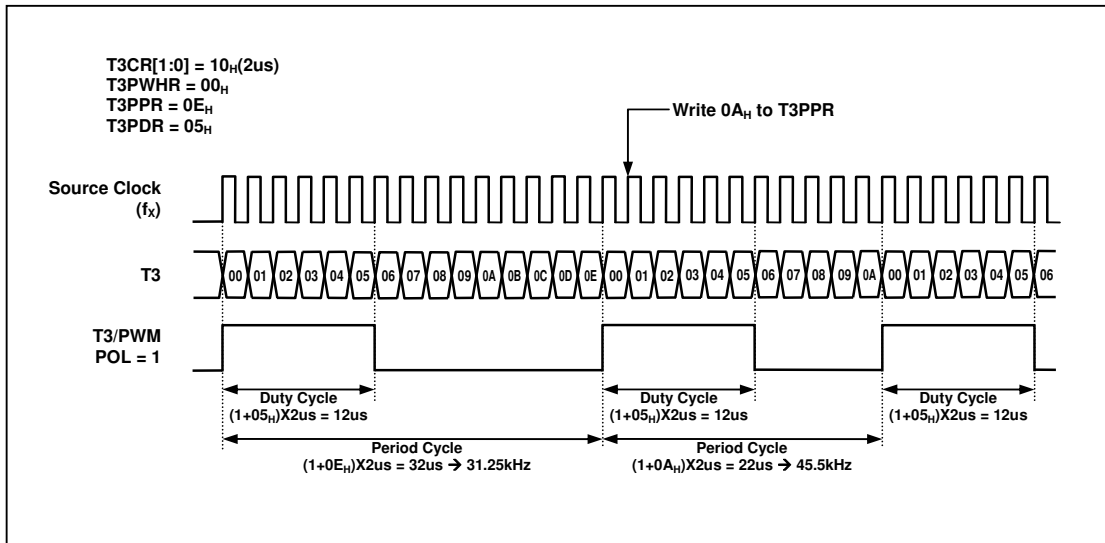 T3CR[1:0] = 10H(2us)
T3PWHR = 00H
T3PPR = 0EH
T3PDR = 05H
Write 0AH to T3PPR
Source Clock
(fX)
T3
00 01 02 03 04 05 06 07 08 09 0A 0B 0C 0D 0E 00 01 02 03 04 05 06 07 08 09 0A 00 01 02 03 04 05 06
T3/PWM
POL = 1
Duty Cycle
(1+05H)X2us = 12us
Duty Cycle
(1+05H)X2us = 12us
Duty Cycle
(1+05H)X2us = 12us
Period Cycle
(1+0EH)X2us = 32us → 31.25kHz
Period Cycle
(1+0AH)X2us = 22us → 45.5kHz